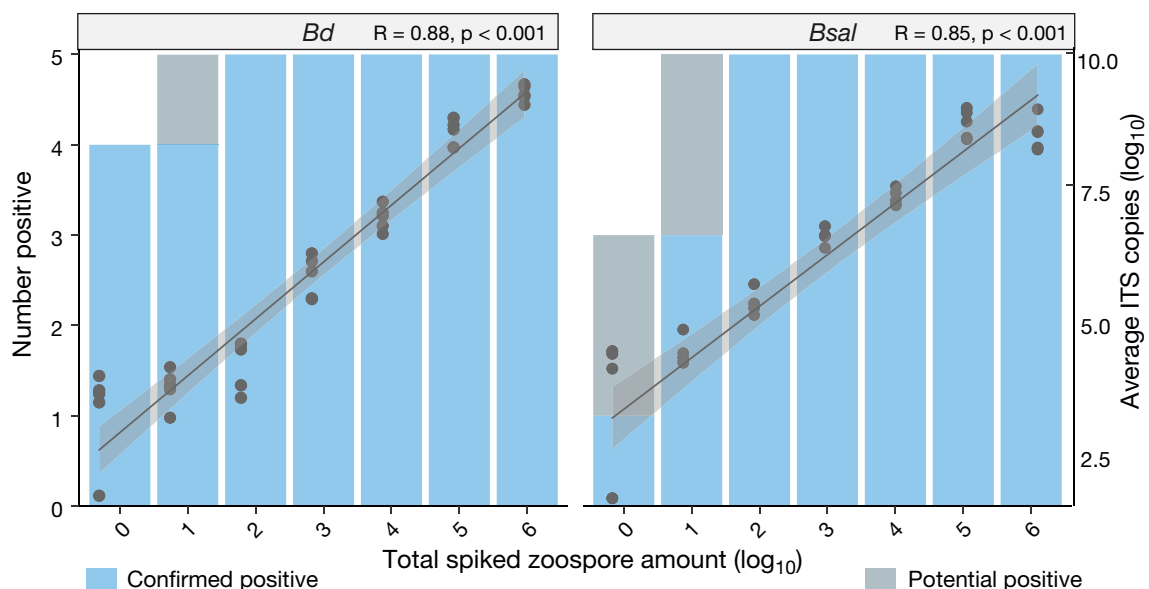 Bd R = 0.88, p < 0.001
Bsal R = 0.85, p < 0.001
Number positive
5
4
3
2
1
0
10.0
7.5
5.0
2.5
Average ITS copies (log10)
0 1 2 3 4 5 6
0 1 2 3 4 5 6
Total spiked zoospore amount (log10)
Confirmed positive
Potential positive